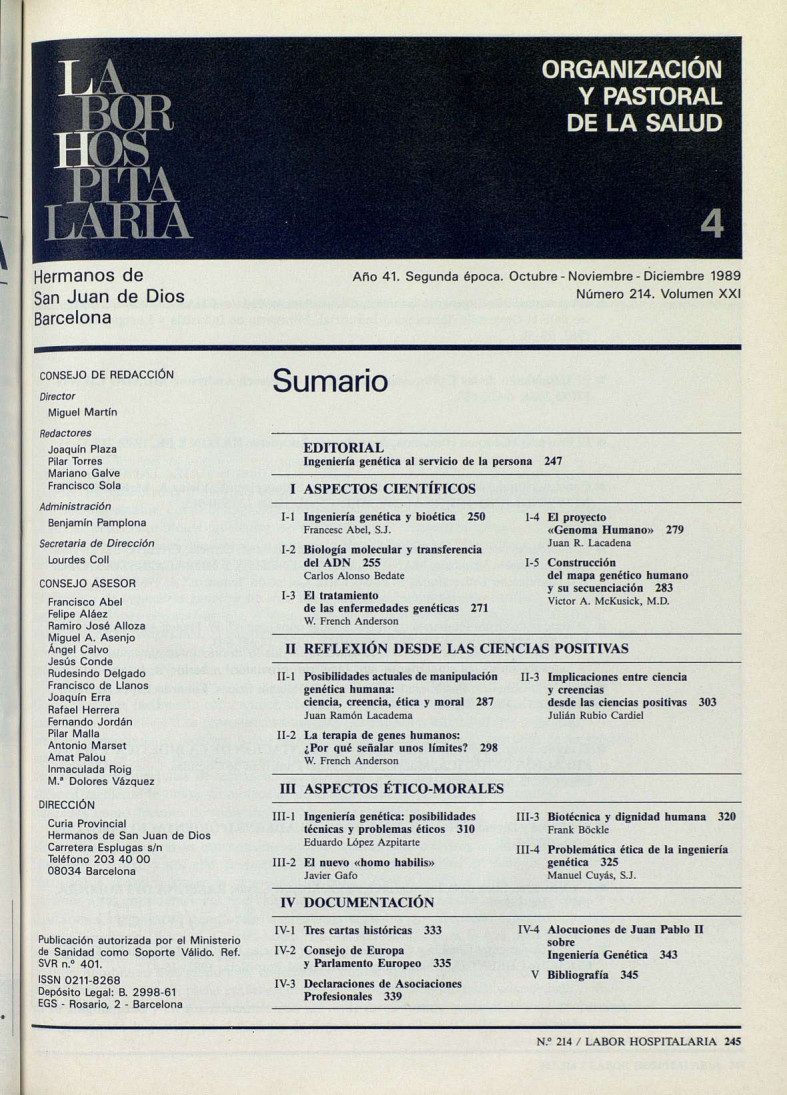 LA
BOR
HOS
PITA
LARIA
ORGANIZACIÓN
Y PASTORAL
DE LA SALUD
4
Hermanos de
San Juan de Dios
Barcelona
Año 41. Segunda época. Octubre - Noviembre - Diciembre 1989
Número 214. Volumen XXI
CONSEJO DE REDACCIÓN
Director
Miguel Martín
Redactores
Joaquín Plaza
Pilar Torres
Mariano Galve
Francisco Sola
Administración
Benjamín Pamplona
Secretaria de Dirección
Lourdes Coll
CONSEJO ASESOR
Francisco Abel
Felipe Aláez
Ramiro José Alloza
Miguel A. Asenjo
Ángel Calvo
Jesús Conde
Rudesindo Delgado
Francisco de Llanos
Joaquín Erra
Rafael Herrera
Fernando Jordán
Pilar Malla
Antonio Marset
Amat Palou
Inmaculada Roig
M.ª Dolores Vázquez
DIRECCIÓN
Curia Provincial
Hermanos de San Juan de Dios
Carretera Esplugas s/n
Teléfono 203 40 00
08034 Barcelona
Publicación autorizada por el Ministerio
de Sanidad como Soporte Válido. Ref.
SVR n.º 401.
ISSN 0211-8268
Depósito Legal: B. 2998-61
EGS - Rosario, 2 - Barcelona
Sumario
EDITORIAL
Ingeniería genética al servicio de la persona 247
I ASPECTOS CIENTÍFICOS
I-1 Ingeniería genética y bioética 250
Francesc Abel, S.J.
I-2 Biología molecular y transferencia
del ADN 255
Carlos Alonso Bedate
I-3 El tratamiento
de las enfermedades genéticas 271
W. French Anderson
I-4 El proyecto
«Genoma Humano» 279
Juan R. Lacadena
I-5 Construcción
del mapa genético humano
y su secuenciación 283
Victor A. McKusick, M.D.
II REFLEXIÓN DESDE LAS CIENCIAS POSITIVAS
II-1 Posibilidades actuales de manipulación
genética humana:
ciencia, creencia, ética y moral 287
Juan Ramón Lacadema
II-2 La terapia de genes humanos:
¿Por qué señalar unos límites? 298
W. French Anderson
II-3 Implicaciones entre ciencia
y creencias
desde las ciencias positivas 303
Julián Rubio Cardiel
III ASPECTOS ÉTICO-MORALES
III-1 Ingeniería genética: posibilidades
técnicas y problemas éticos 310
Eduardo López Azpitarte
III-2 El nuevo «homo habilis»
Javier Gafo
III-3 Biotécnica y dignidad humana 320
Frank Böckle
III-4 Problemática ética de la ingeniería
genética 325
Manuel Cuyás, S.J.
IV DOCUMENTACIÓN
IV-1 Tres cartas históricas 333
IV-2 Consejo de Europa
y Parlamento Europeo 335
IV-3 Declaraciones de Asociaciones
Profesionales 339
IV-4 Alocuciones de Juan Pablo II
sobre
Ingeniería Genética 343
V Bibliografía 345
N.º 214 / LABOR HOSPITALARIA 245